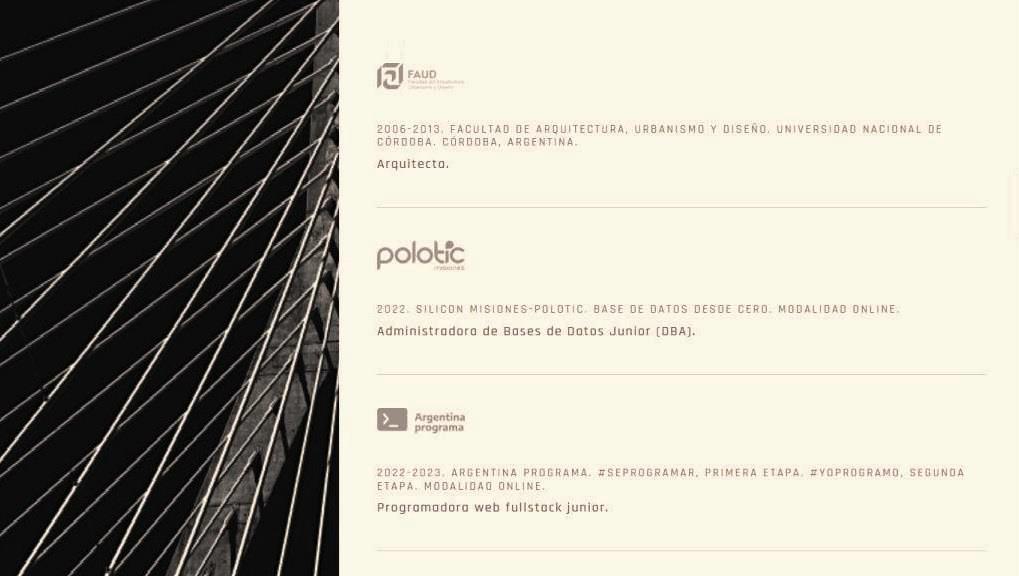 FAUD
Facultad de Arquitectura
Urbanismo y Diseño
2006-2013. FACULTAD DE ARQUITECTURA, URBANISMO Y DISEÑO. UNIVERSIDAD NACIONAL DE
CÓRDOBA. CÓRDOBA, ARGENTINA.
Arquitecta.
polotic
misiones
2022. SILICON MISIONES-POLOTIC. BASE DE DATOS DESDE CERO. MODALIDAD ONLINE.
Administradora de Bases de Datos Junior (DBA).
Argentina
programa
2022-2023. ARGENTINA PROGRAMA. #SEPROGRAMAR, PRIMERA ETAPA. #YOPROGRAMO, SEGUNDA
ETAPA. MODALIDAD ONLINE.
Programadora web fullstack junior.